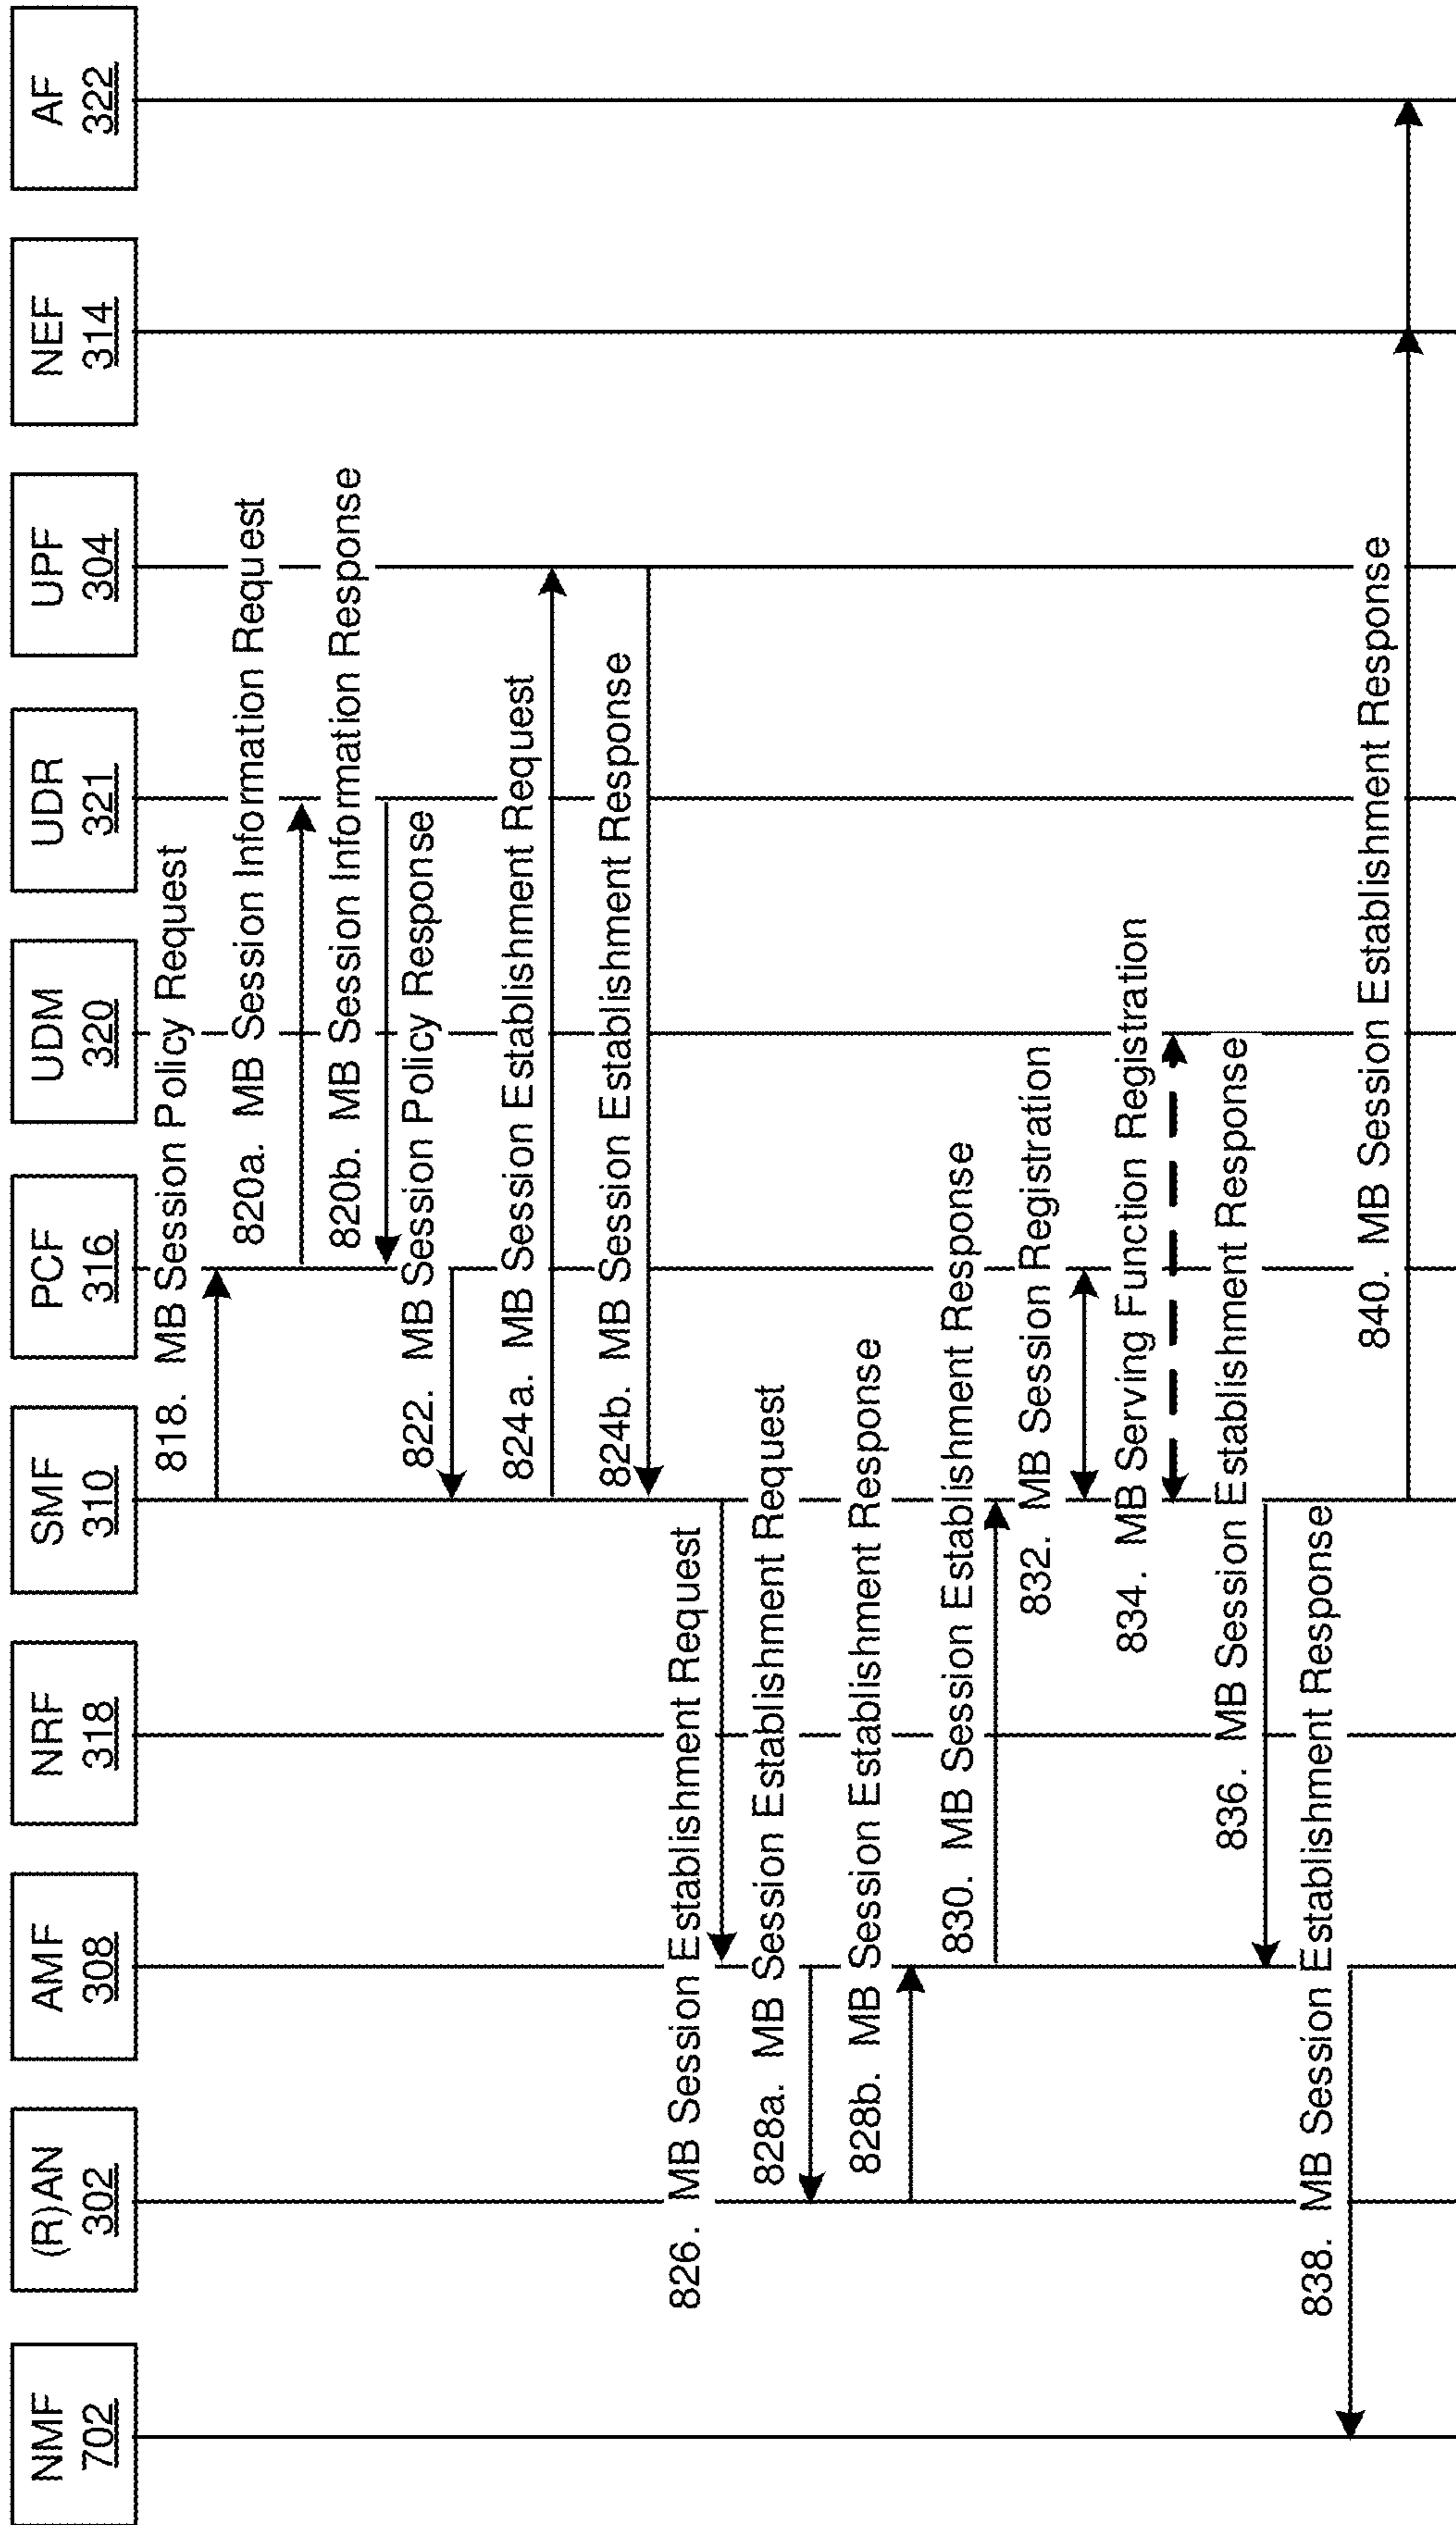 NMF
702
(R)AN
302
AMF
308
NRF
318
SMF
310
PCF
316
UDM
320
UDR
321
UPF
304
NEF
314
AF
322
818. MB Session Policy Request
820a. MB Session Information Request
820b. MB Session Information Response
822. MB Session Policy Response
824a. MB Session Establishment Request
824b. MB Session Establishment Response
826. MB Session Establishment Request
828a. MB Session Establishment Request
828b. MB Session Establishment Response
830. MB Session Establishment Response
832. MB Session Registration
834. MB Serving Function Registration
836. MB Session Establishment Response
838. MB Session Establishment Response
840. MB Session Establishment Response